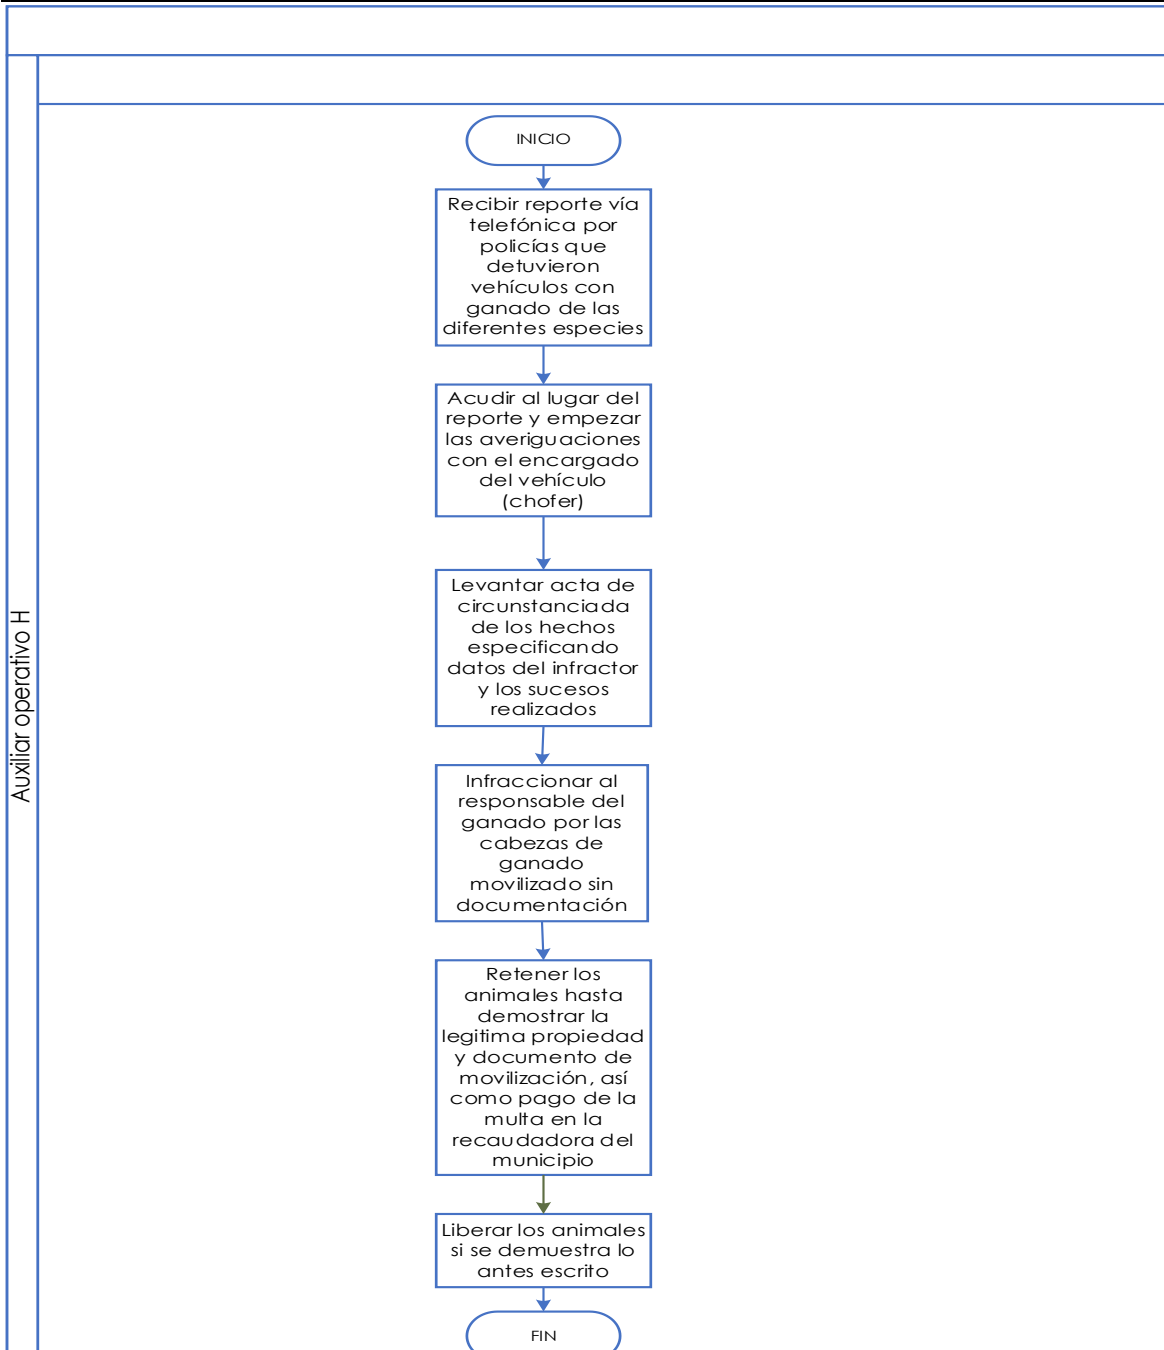 INICIO
Recibir reporte vía
telefónica por
policías que
detuvieron
vehículos con
ganado de las
diferentes especies
Acudir al lugar del
reporte y empezar
las averiguaciones
con el encargado
del vehículo
(chofer)
Levantar acta de
circunstanciada
de los hechos
especificando
datos del infractor
y los sucesos
realizados
Auxiliar operativo H
Infraccionar al
responsable del
ganado por las
cabezas de
ganado
movilizado sin
documentación
Retener los
animales hasta
demostrar la
legitima propiedad
y documento de
movilización, así
como pago de la
multa en la
recaudadora del
municipio
Liberar los animales
si se demuestra lo
antes escrito
FIN